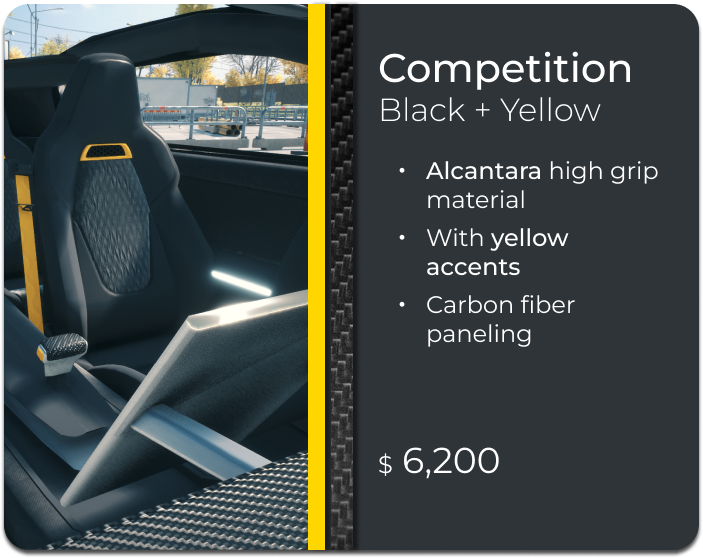 Competition
Black + Yellow
• Alcantara high grip
material
• With yellow
accents
• Carbon fiber
paneling
$ 6,200